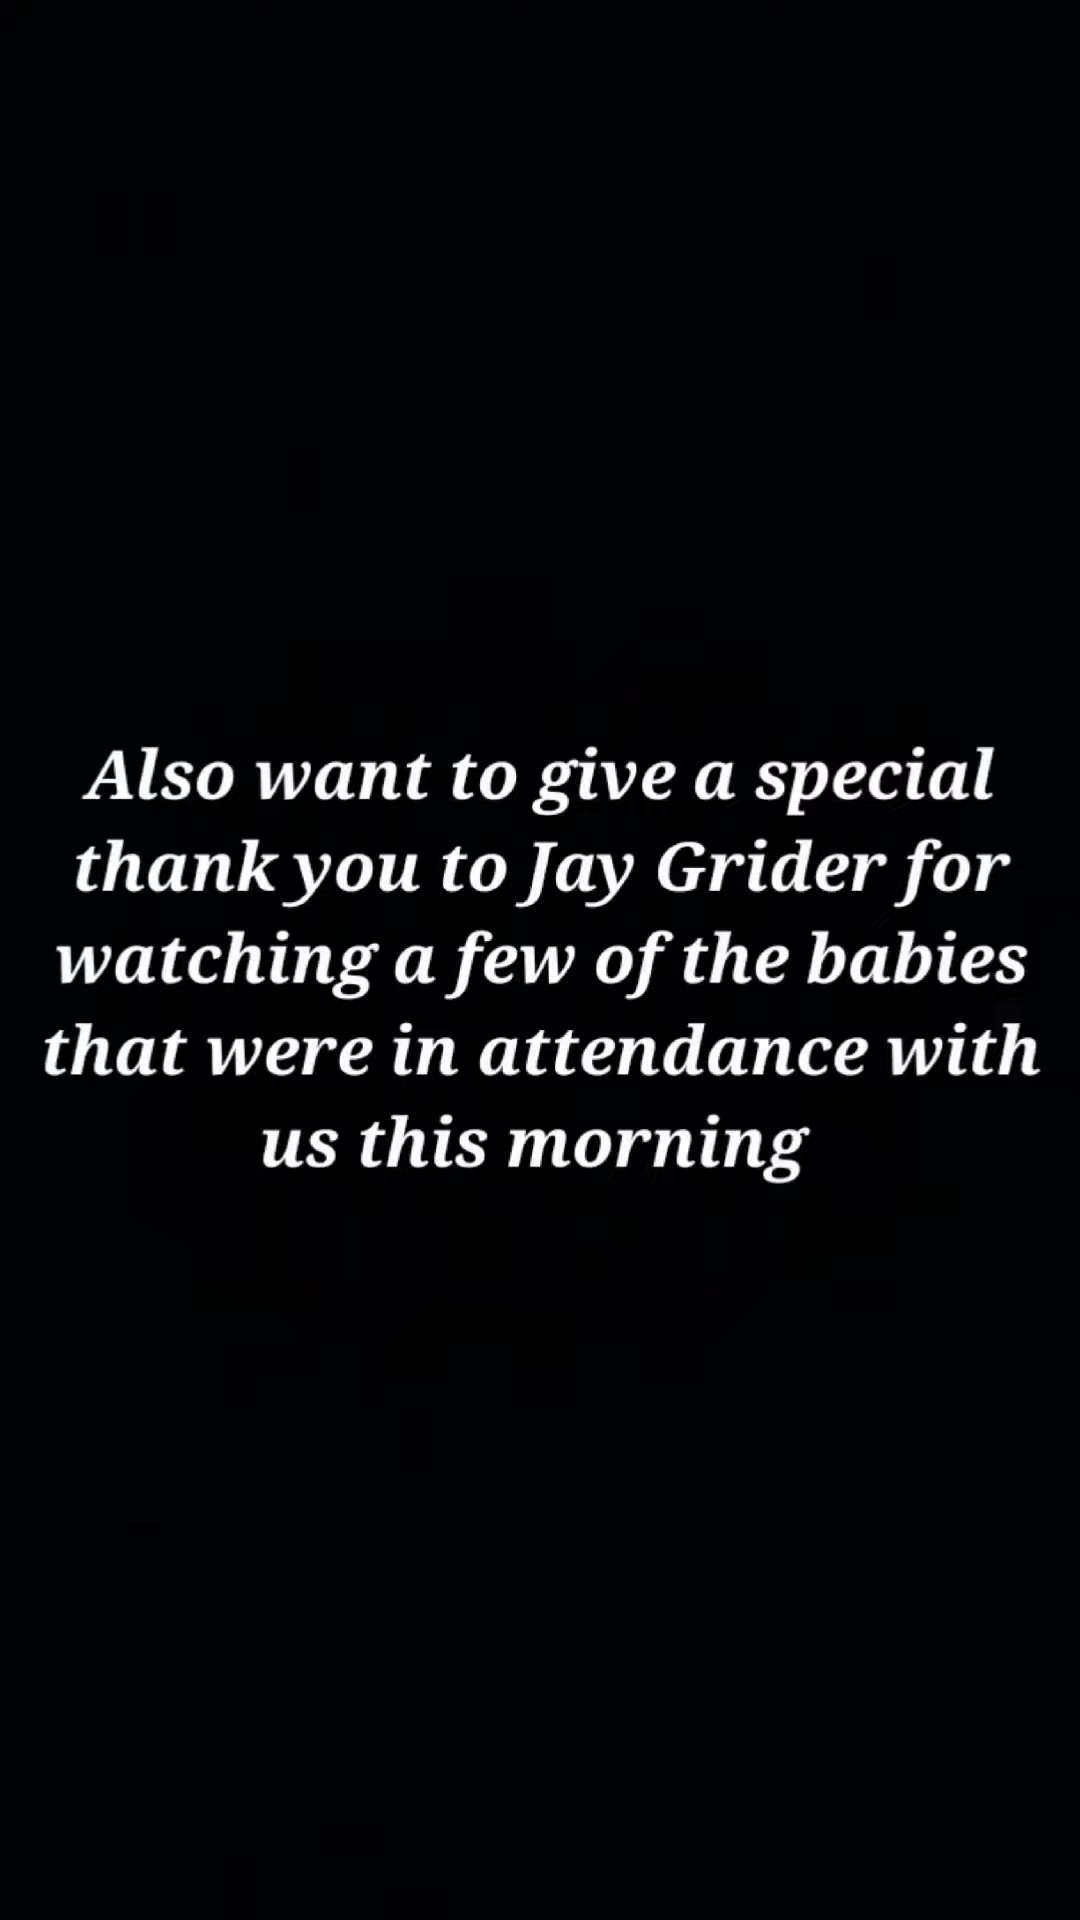 Also want to give a special
thank you to Jay Grider for
watching a few of the babies
that were in attendance with
us this morning